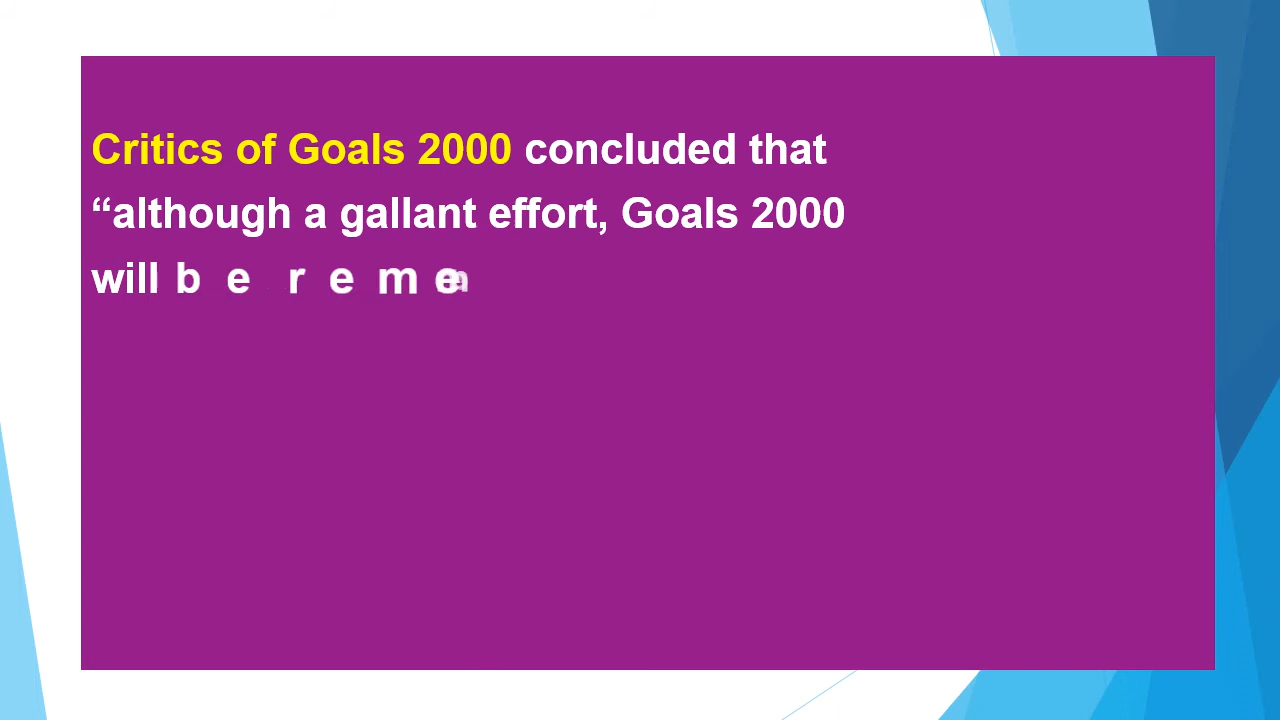 Critics of Goals 2000 concluded that
“although a gallant effort, Goals 2000
will b e r e m e